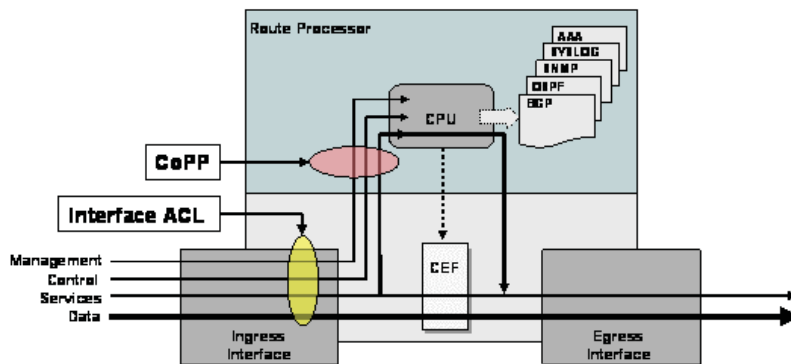 Route Processor
AAA
SYSLOG
SNMP
OSPF
BGP
CPU
CoPP
Interface ACL
Management
Control
Services
Data
CEF
Ingress
Interface
Egress
Interface